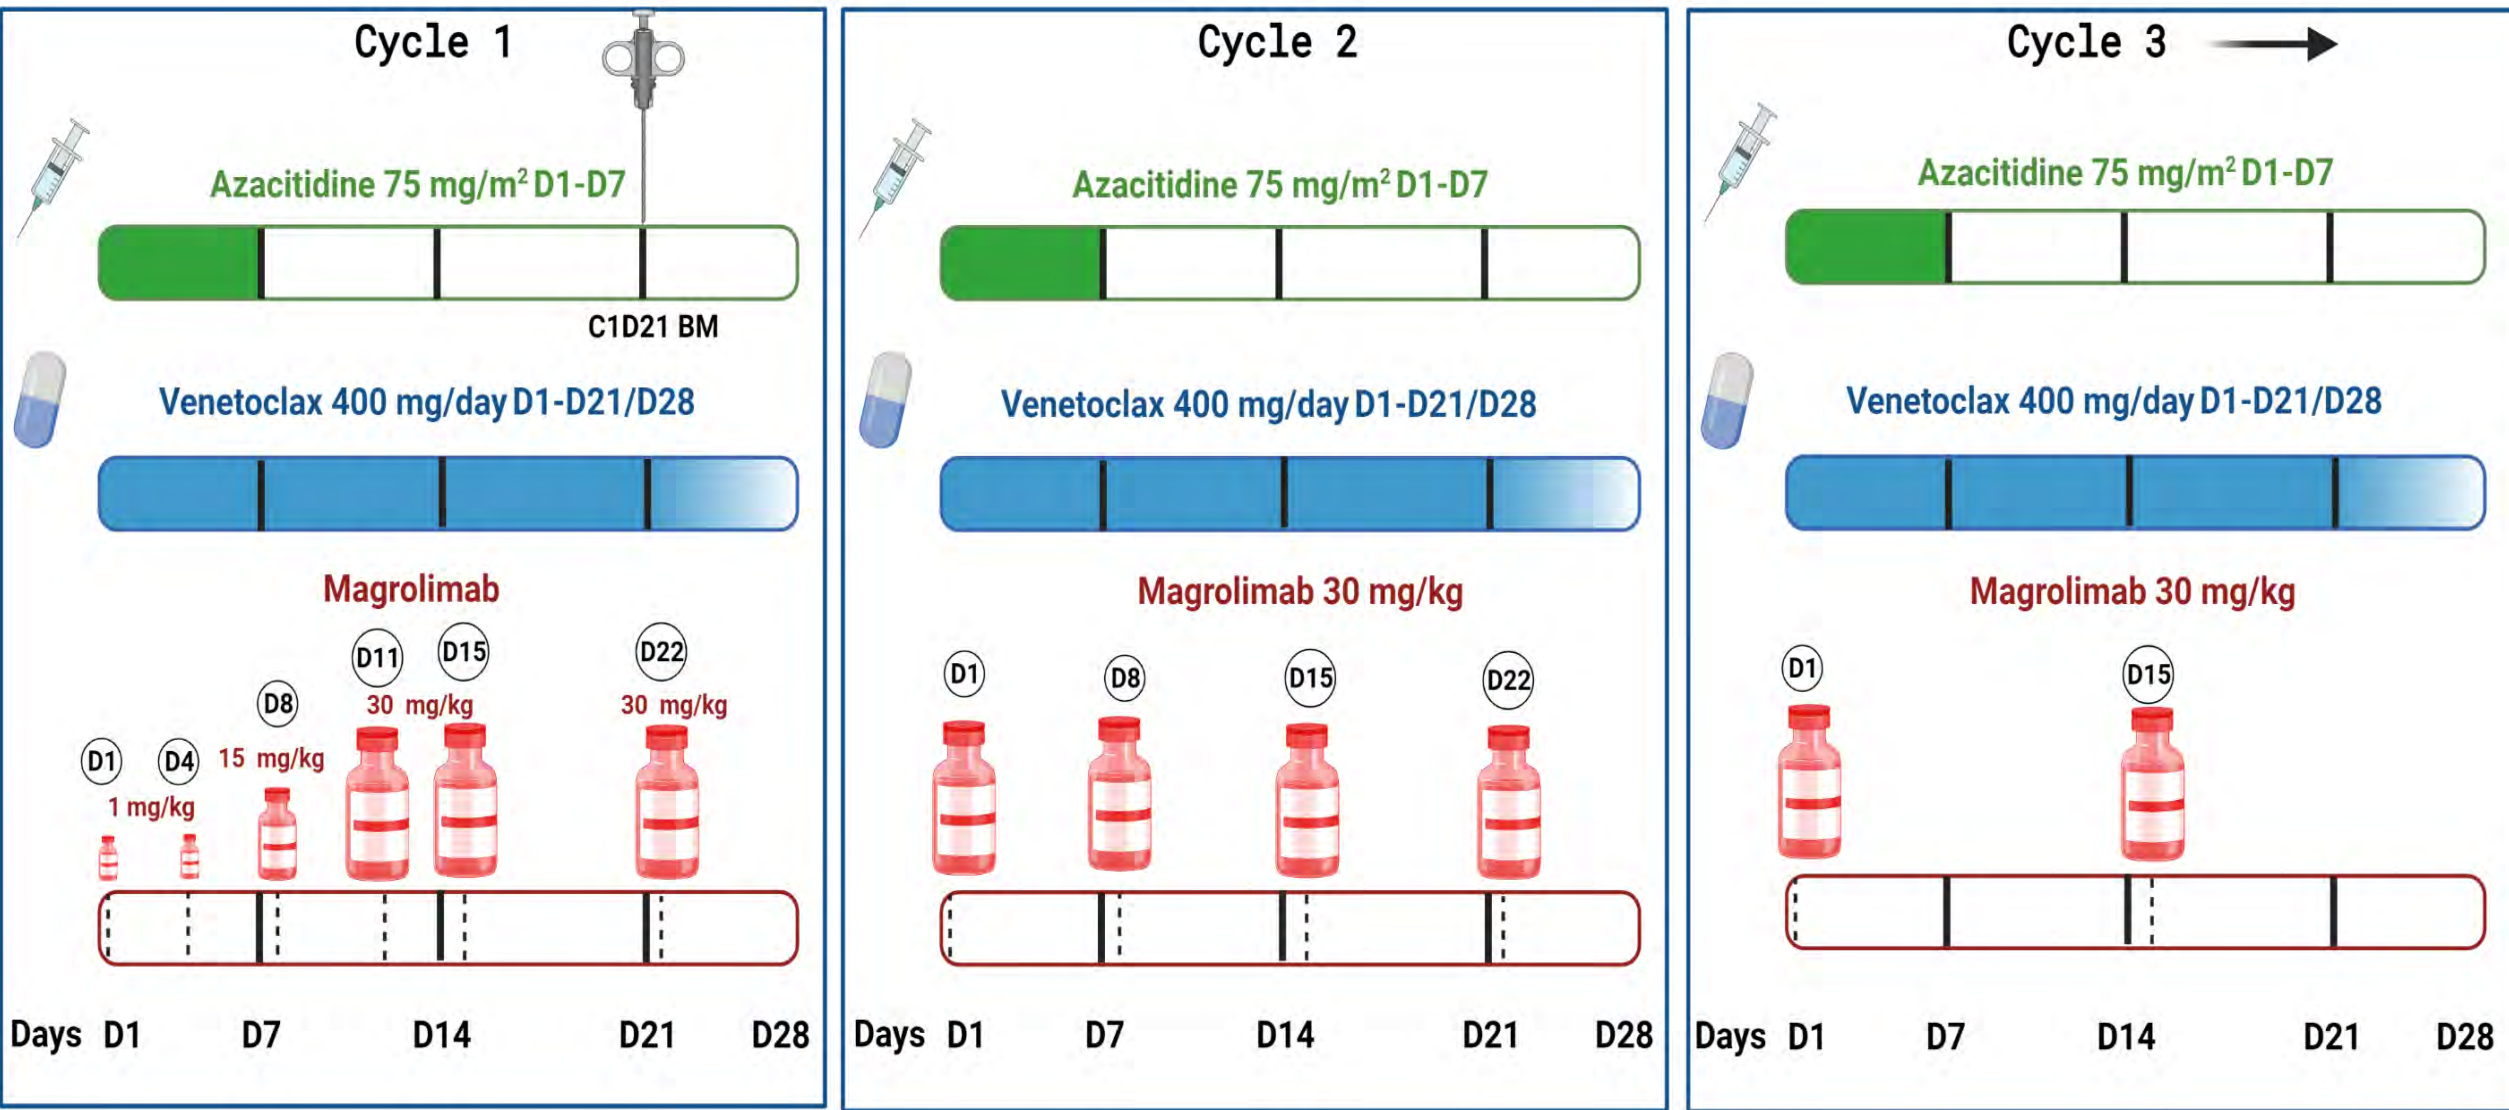 Cycle 1
Azacitidine 75 mg/m² D1-D7
C1D21 BM
Venetoclax 400 mg/day D1-D21/D28
Magrolimab
D11 D15 D22
D8 30 mg/kg 30 mg/kg
D1 D4 15 mg/kg
1 mg/kg
Days D1 D7 D14 D21 D28
Cycle 2
Azacitidine 75 mg/m² D1-D7
Venetoclax 400 mg/day D1-D21/D28
Magrolimab 30 mg/kg
D1 D8 D15 D22
Days D1 D7 D14 D21 D28
Cycle 3
Azacitidine 75 mg/m² D1-D7
Venetoclax 400 mg/day D1-D21/D28
Magrolimab 30 mg/kg
D1 D15
Days D1 D7 D14 D21 D28